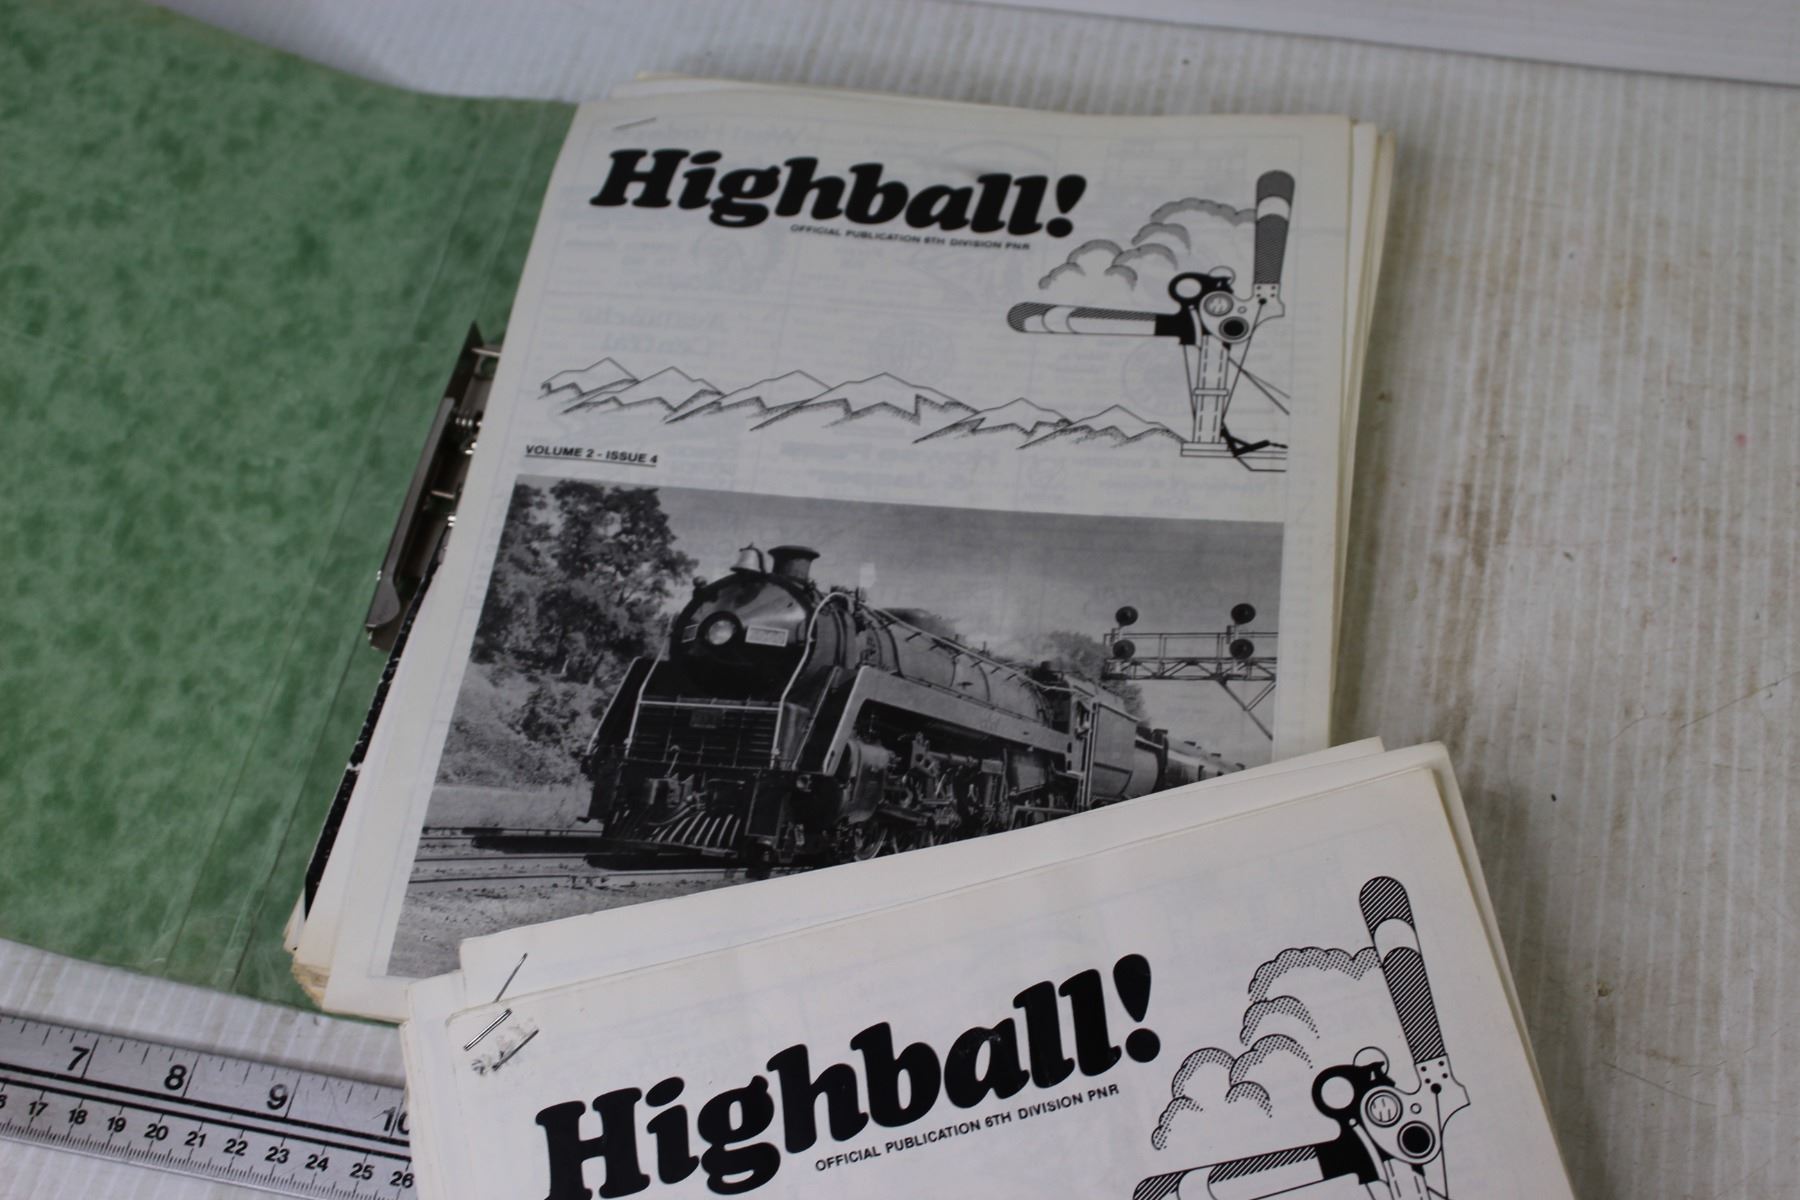 Highball!
OFFICIAL PUBLICATION 6TH DIVISION PNR
VOLUME 2 - ISSUE 4
Highball!
OFFICIAL PUBLICATION 6TH DIVISION PNR
7 8 9 10
17 18 19 20 21 22 23 24 25 26